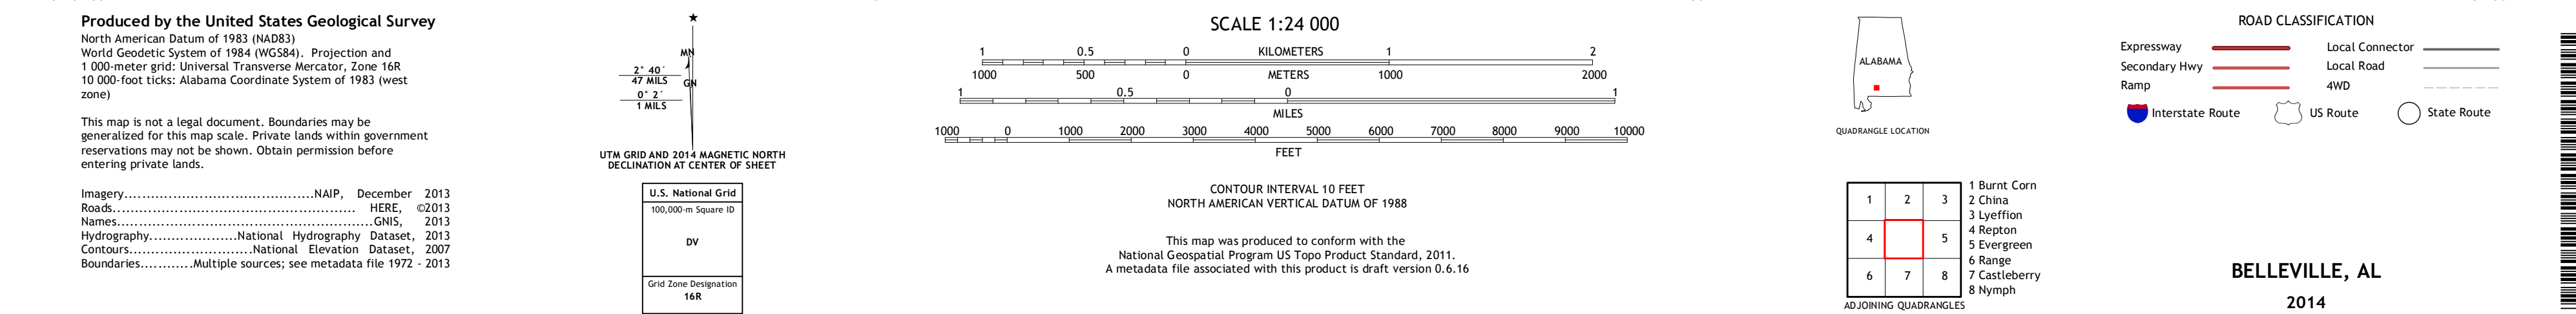 Produced by the United States Geological Survey
North American Datum of 1983 (NAD83)
World Geodetic System of 1984 (WGS84). Projection and
1 000-meter grid: Universal Transverse Mercator, Zone 16R
10 000-foot ticks: Alabama Coordinate System of 1983 (west
zone)
This map is not a legal document. Boundaries may be
generalized for this map scale. Private lands within government
reservations may not be shown. Obtain permission before
entering private lands.
Imagery.......................................NAIP, December 2013
Roads.................................................. HERE, ©2013
Names.....................................................GNIS, 2013
Hydrography...................National Hydrography Dataset, 2013
Contours...........................National Elevation Dataset, 2007
Boundaries...........Multiple sources; see metadata file 1972 - 2013
MN
GN
2° 40´
47 MILS
0° 2´
1 MILS
UTM GRID AND 2014 MAGNETIC NORTH
DECLINATION AT CENTER OF SHEET
U.S. National Grid
100,000-m Square ID
DV
Grid Zone Designation
16R
SCALE 1:24 000
1 0.5 0 KILOMETERS 1 2
1000 500 0 METERS 1000 2000
1 0.5 0 1
MILES
1000 0 1000 2000 3000 4000 5000 6000 7000 8000 9000 10000
FEET
CONTOUR INTERVAL 10 FEET
NORTH AMERICAN VERTICAL DATUM OF 1988
This map was produced to conform with the
National Geospatial Program US Topo Product Standard, 2011.
A metadata file associated with this product is draft version 0.6.16
ALABAMA
QUADRANGLE LOCATION
1 2 3
4 5
6 7 8
1 Burnt Corn
2 China
3 Lyeffion
4 Repton
5 Evergreen
6 Range
7 Castleberry
8 Nymph
ADJOINING QUADRANGLES
ROAD CLASSIFICATION
Expressway Local Connector
Secondary Hwy Local Road
Ramp 4WD
Interstate Route US Route State Route
BELLEVILLE, AL
2014